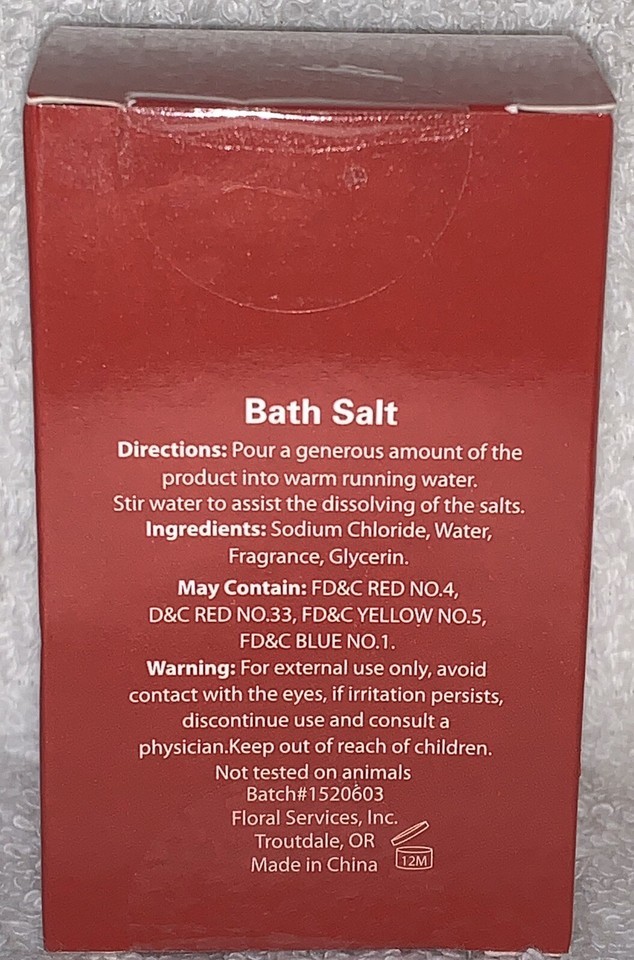 Bath Salt
Directions: Pour a generous amount of the
product into warm running water.
Stir water to assist the dissolving of the salts.
Ingredients: Sodium Chloride, Water,
Fragrance, Glycerin.
May Contain: FD&C RED NO.4,
D&C RED NO.33, FD&C YELLOW NO.5,
FD&C BLUE NO.1.
Warning: For external use only, avoid
contact with the eyes, if irritation persists,
discontinue use and consult a
physician.Keep out of reach of children.
Not tested on animals
Batch#1520603
Floral Services, Inc.
Troutdale, OR
Made in China
12M